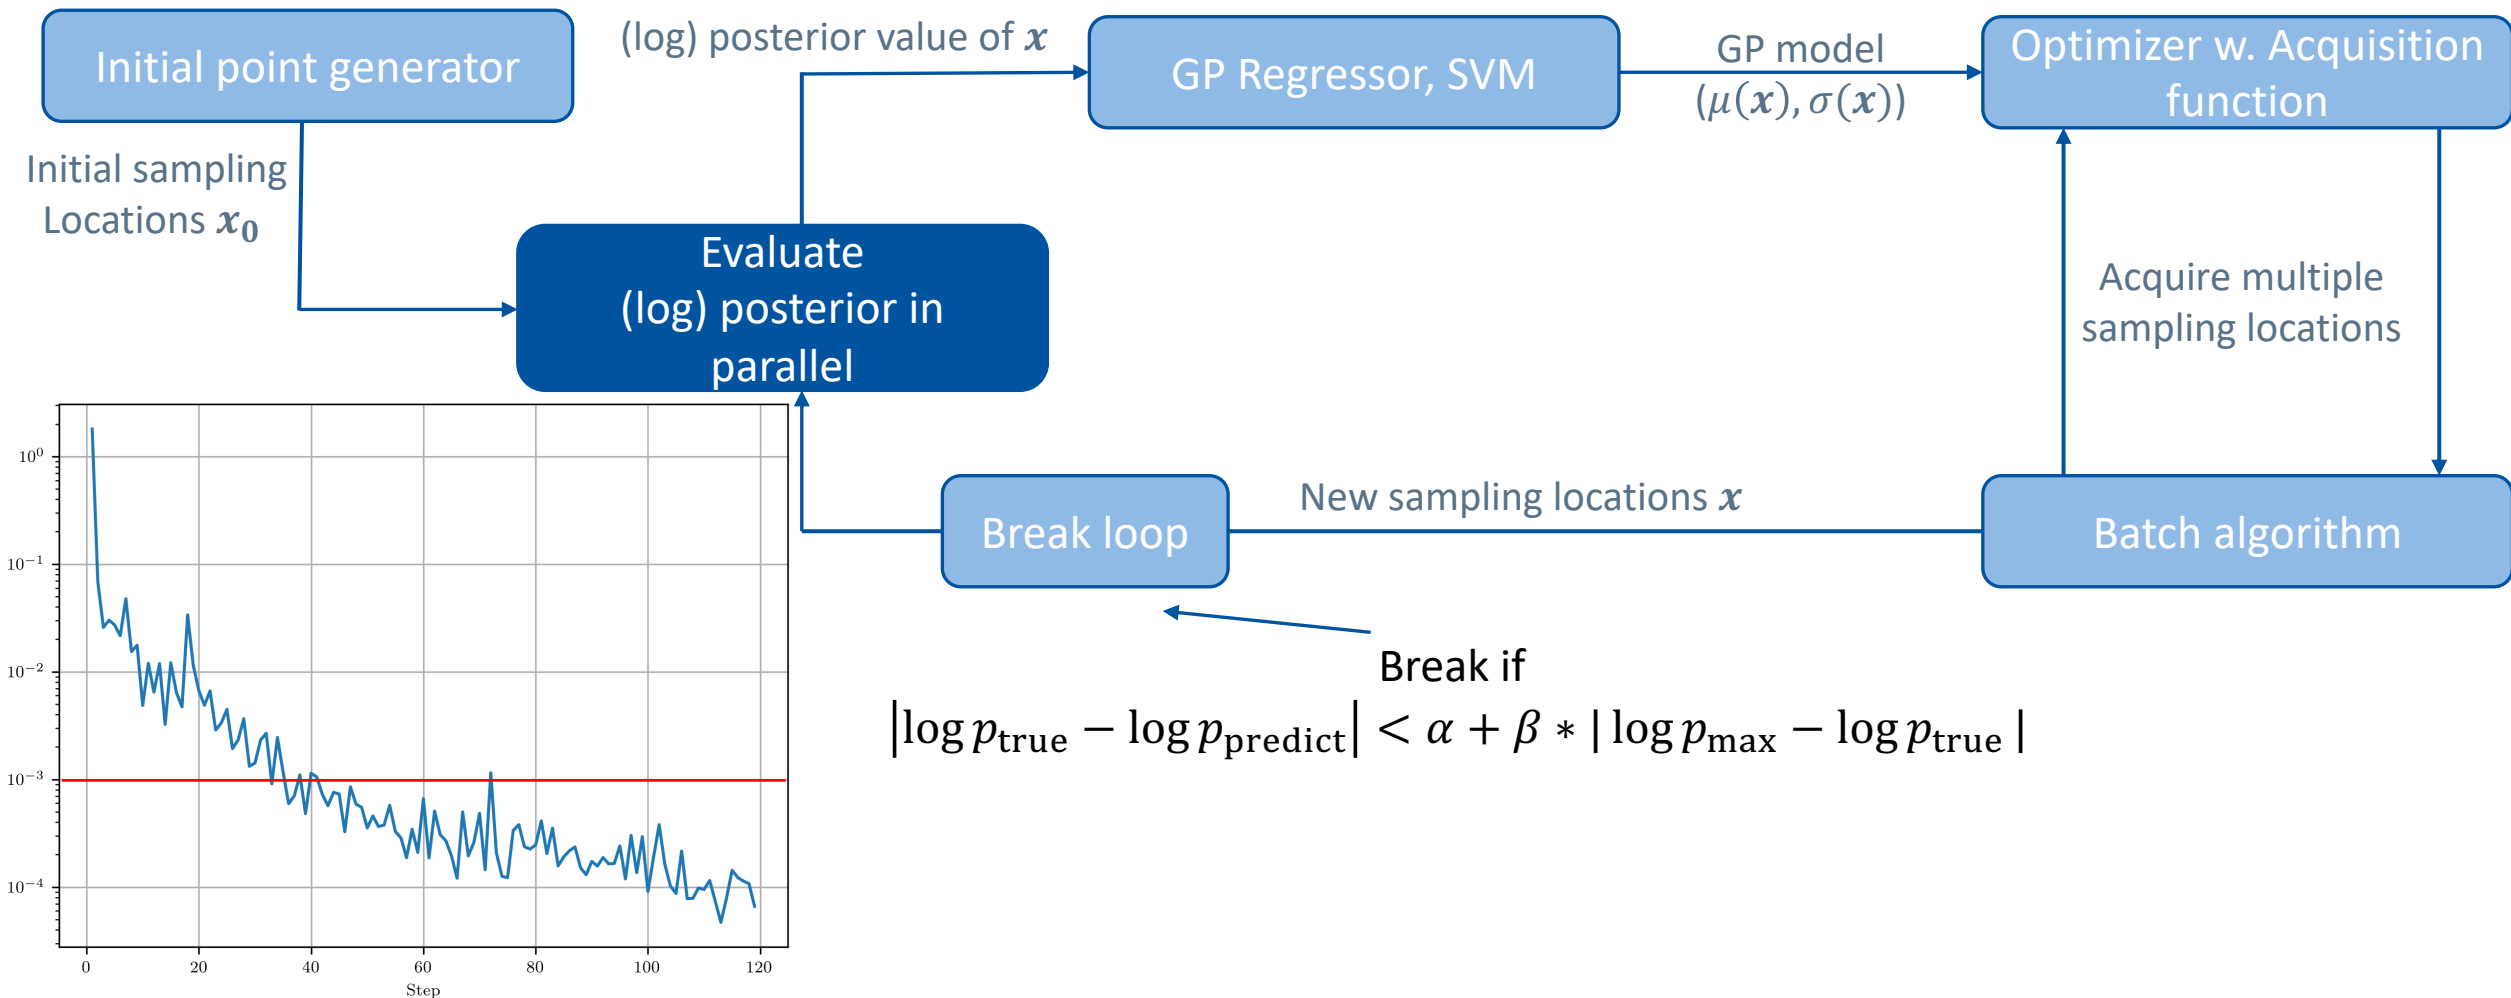 Initial point generator
(log) posterior value of x
GP Regressor, SVM
GP model
(μ(x), σ(x))
Optimizer w. Acquisition
function
Initial sampling
Locations x₀
Evaluate
(log) posterior in
parallel
Acquire multiple
sampling locations
Break loop
New sampling locations x
Batch algorithm
Break if
|log p_true − log p_predict| < α + β * | log p_max − log p_true |
10⁰
10⁻¹
10⁻²
10⁻³
10⁻⁴
0 20 40 60 80 100 120
Step